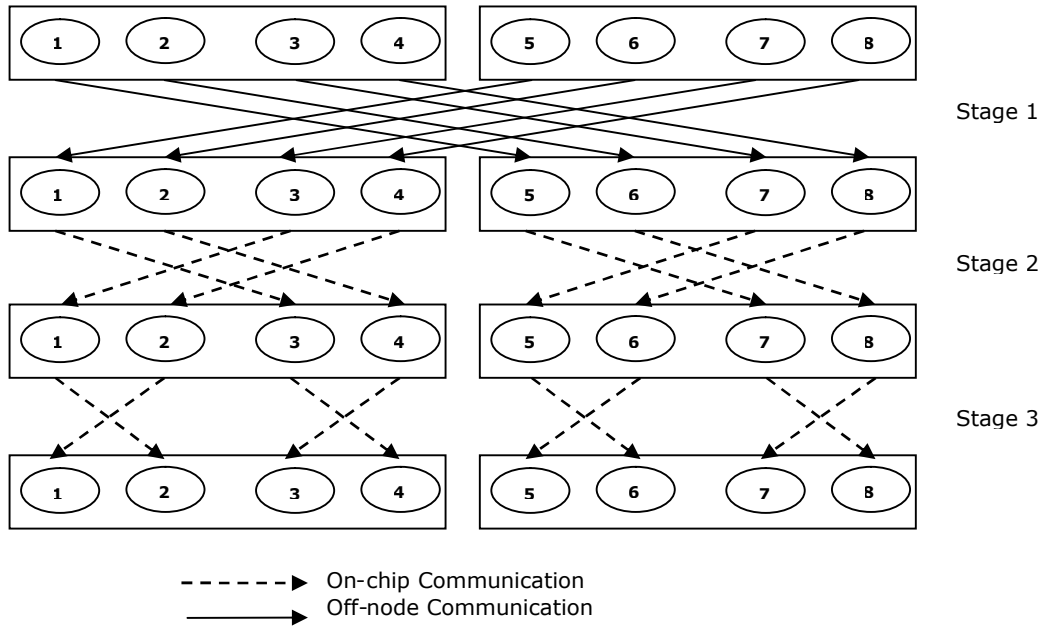 1 2 3 4 5 6 7 8
Stage 1
1 2 3 4 5 6 7 8
Stage 2
1 2 3 4 5 6 7 8
Stage 3
1 2 3 4 5 6 7 8
On-chip Communication
Off-node Communication